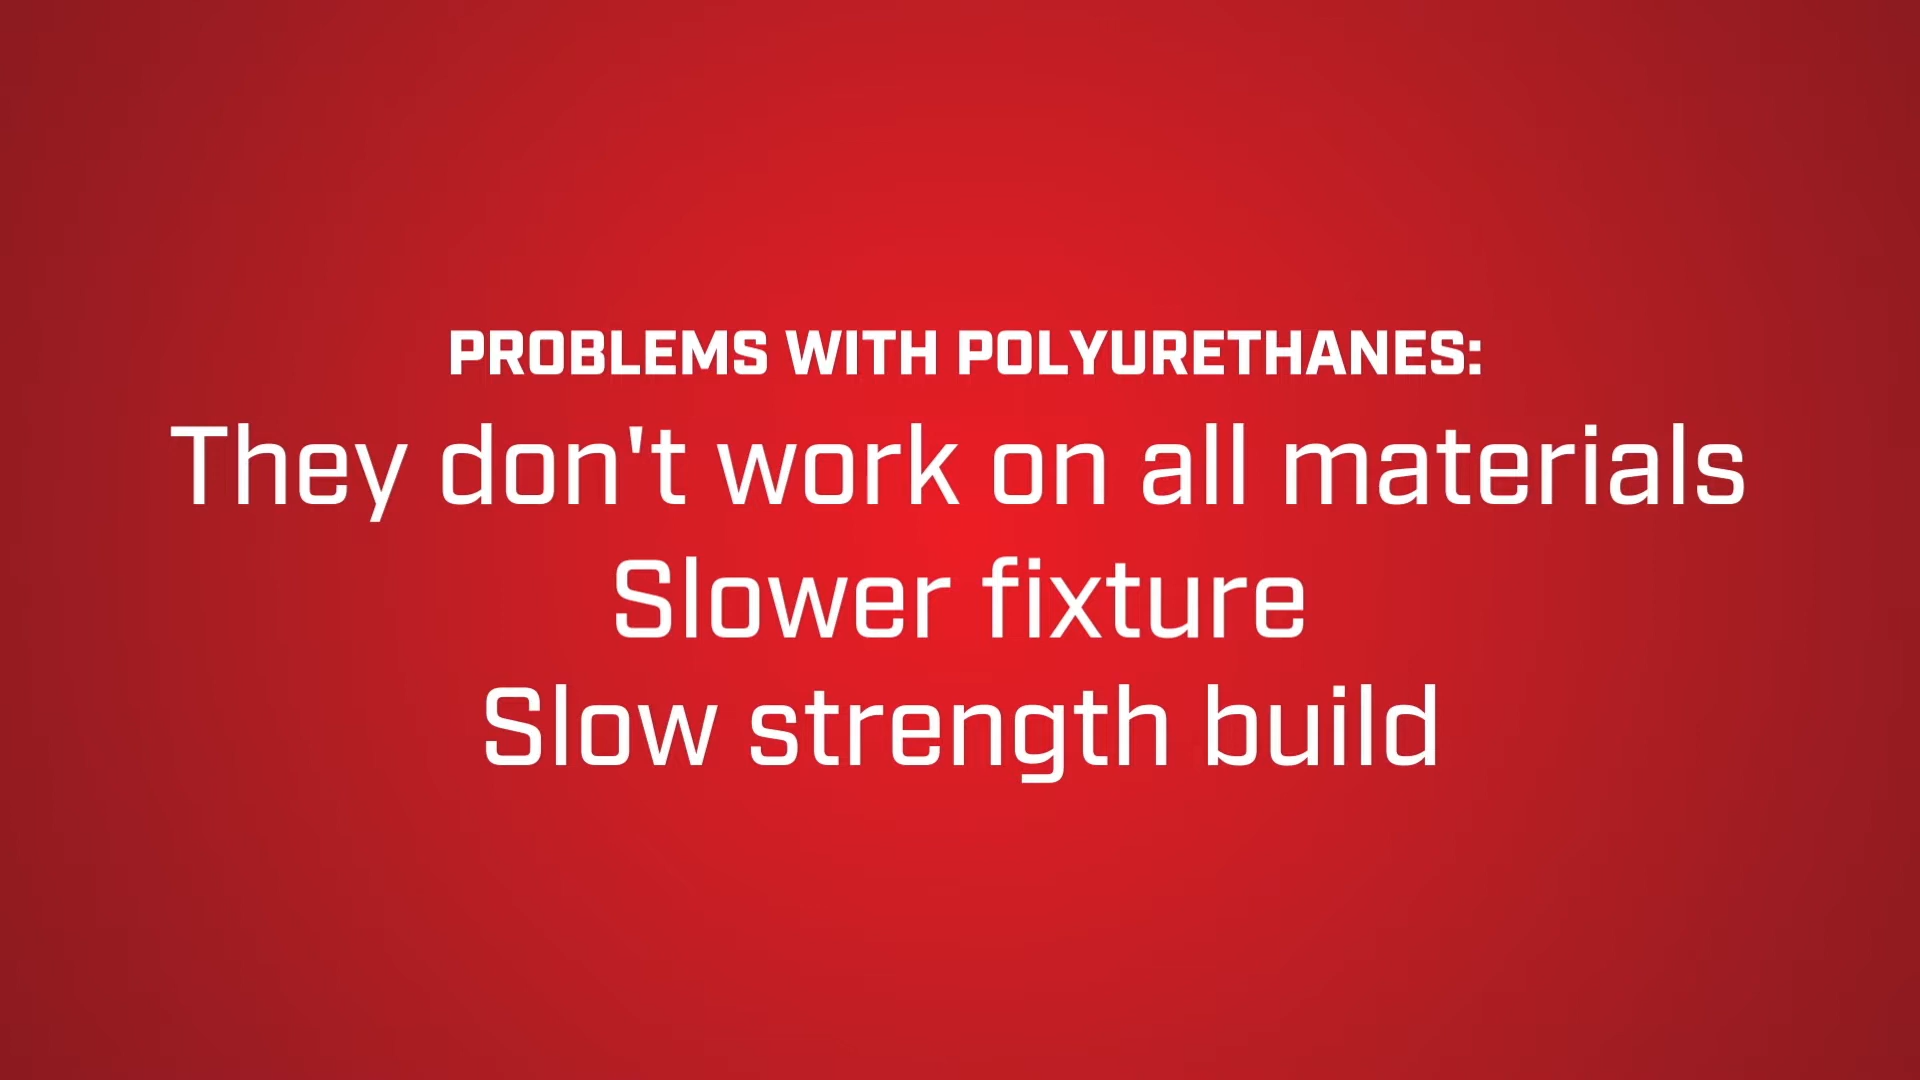 PROBLEMS WITH POLYURETHANES:
They don't work on all materials
Slower fixture
Slow strength build